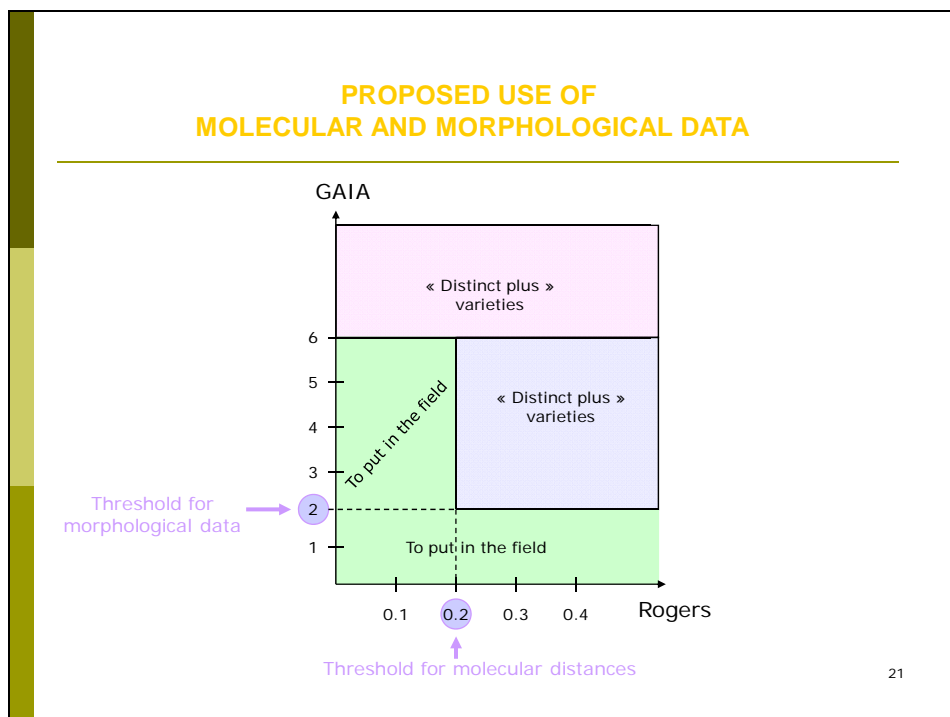 PROPOSED USE OF
MOLECULAR AND MORPHOLOGICAL DATA
GAIA
« Distinct plus »
varieties
6
5
4
3
2
1
To put in the field
« Distinct plus »
varieties
Threshold for
morphological data
To put in the field
0.1
0.2
0.3
0.4
Rogers
Threshold for molecular distances
21